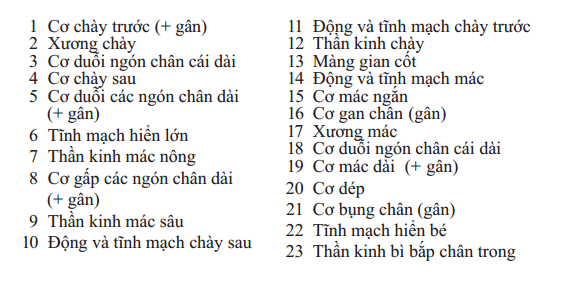 1 Cơ chày trước (+ gân)
2 Xương chày
3 Cơ duỗi ngón chân cái dài
4 Cơ chày sau
5 Cơ duỗi các ngón chân dài
(+ gân)
6 Tĩnh mạch hiển lớn
7 Thần kinh mác nông
8 Cơ gấp các ngón chân dài
(+ gân)
9 Thần kinh mác sâu
10 Động và tĩnh mạch chày sau
11 Động và tĩnh mạch chày trước
12 Thần kinh chày
13 Màng gian cốt
14 Động và tĩnh mạch mác
15 Cơ mác ngắn
16 Cơ gan chân (gân)
17 Xương mác
18 Cơ duỗi ngón chân cái dài
19 Cơ mác dài (+ gân)
20 Cơ dép
21 Cơ bụng chân (gân)
22 Tĩnh mạch hiển bé
23 Thần kinh bì bắp chân trong